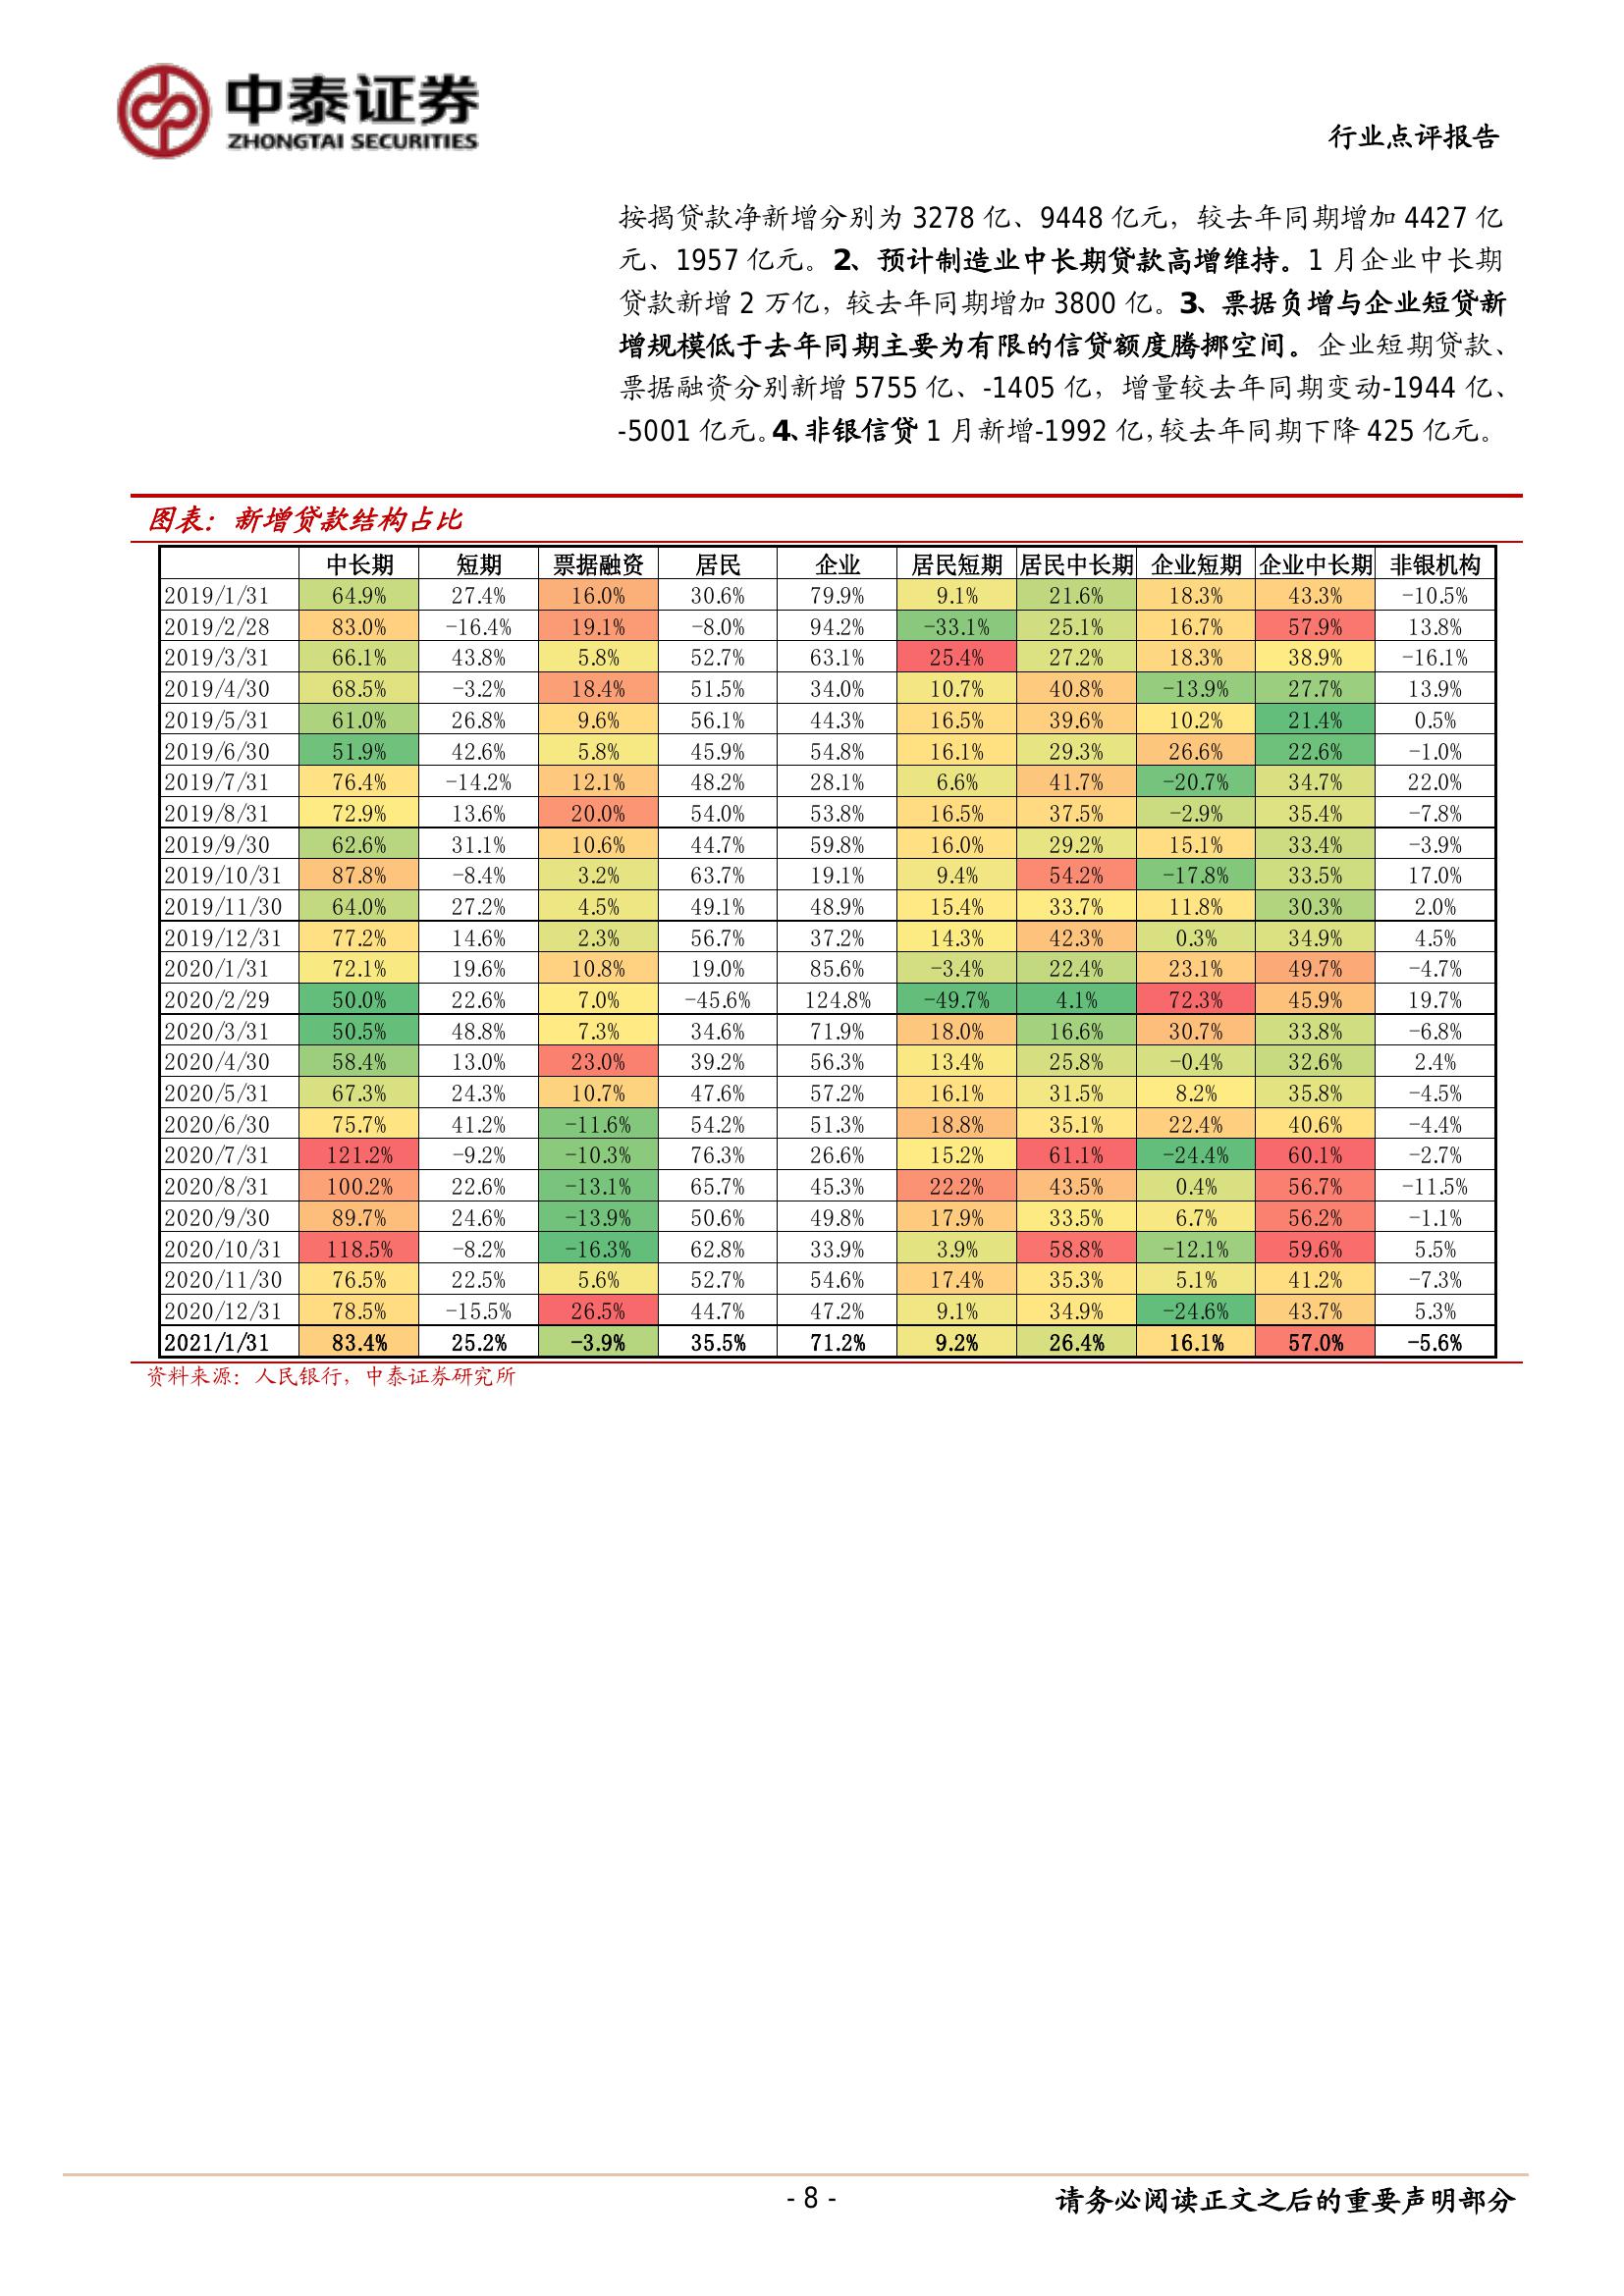 中泰证券
ZHONGTAI SECURITIES
行业点评报告
按揭贷款净新增分别为 3278 亿、9448 亿元，较去年同期增加 4427 亿
元、1957 亿元。2、预计制造业中长期贷款高增维持。1 月企业中长期
贷款新增 2 万亿，较去年同期增加 3800 亿。3、票据负增与企业短贷新
增规模低于去年同期主要为有限的信贷额度腾挪空间。企业短期贷款、
票据融资分别新增 5755 亿、-1405 亿，增量较去年同期变动-1944 亿、
-5001 亿元。4、非银信贷 1 月新增-1992 亿，较去年同期下降 425 亿元。
图表：新增贷款结构占比
中长期 短期 票据融资 居民 企业 居民短期 居民中长期 企业短期 企业中长期 非银机构
2019/1/31 64.9% 27.4% 16.0% 30.6% 79.9% 9.1% 21.6% 18.3% 43.3% -10.5%
2019/2/28 83.0% -16.4% 19.1% -8.0% 94.2% -33.1% 25.1% 16.7% 57.9% 13.8%
2019/3/31 66.1% 43.8% 5.8% 52.7% 63.1% 25.4% 27.2% 18.3% 38.9% -16.1%
2019/4/30 68.5% -3.2% 18.4% 51.5% 34.0% 10.7% 40.8% -13.9% 27.7% 13.9%
2019/5/31 61.0% 26.8% 9.6% 56.1% 44.3% 16.5% 39.6% 10.2% 21.4% 0.5%
2019/6/30 51.9% 42.6% 5.8% 45.9% 54.8% 16.1% 29.3% 26.6% 22.6% -1.0%
2019/7/31 76.4% -14.2% 12.1% 48.2% 28.1% 6.6% 41.7% -20.7% 34.7% 22.0%
2019/8/31 72.9% 13.6% 20.0% 54.0% 53.8% 16.5% 37.5% -2.9% 35.4% -7.8%
2019/9/30 62.6% 31.1% 10.6% 44.7% 59.8% 16.0% 29.2% 15.1% 33.4% -3.9%
2019/10/31 87.8% -8.4% 3.2% 63.7% 19.1% 9.4% 54.2% -17.8% 33.5% 17.0%
2019/11/30 64.0% 27.2% 4.5% 49.1% 48.9% 15.4% 33.7% 11.8% 30.3% 2.0%
2019/12/31 77.2% 14.6% 2.3% 56.7% 37.2% 14.3% 42.3% 0.3% 34.9% 4.5%
2020/1/31 72.1% 19.6% 10.8% 19.0% 85.6% -3.4% 22.4% 23.1% 49.7% -4.7%
2020/2/29 50.0% 22.6% 7.0% -45.6% 124.8% -49.7% 4.1% 72.3% 45.9% 19.7%
2020/3/31 50.5% 48.8% 7.3% 34.6% 71.9% 18.0% 16.6% 30.7% 33.8% -6.8%
2020/4/30 58.4% 13.0% 23.0% 39.2% 56.3% 13.4% 25.8% -0.4% 32.6% 2.4%
2020/5/31 67.3% 24.3% 10.7% 47.6% 57.2% 16.1% 31.5% 8.2% 35.8% -4.5%
2020/6/30 75.7% 41.2% -11.6% 54.2% 51.3% 18.8% 35.1% 22.4% 40.6% -4.4%
2020/7/31 121.2% -9.2% -10.3% 76.3% 26.6% 15.2% 61.1% -24.4% 60.1% -2.7%
2020/8/31 100.2% 22.6% -13.1% 65.7% 45.3% 22.2% 43.5% 0.4% 56.7% -11.5%
2020/9/30 89.7% 24.6% -13.9% 50.6% 49.8% 17.9% 33.5% 6.7% 56.2% -1.1%
2020/10/31 118.5% -8.2% -16.3% 62.8% 33.9% 3.9% 58.8% -12.1% 59.6% 5.5%
2020/11/30 76.5% 22.5% 5.6% 52.7% 54.6% 17.4% 35.3% 5.1% 41.2% -7.3%
2020/12/31 78.5% -15.5% 26.5% 44.7% 47.2% 9.1% 34.9% -24.6% 43.7% 5.3%
2021/1/31 83.4% 25.2% -3.9% 35.5% 71.2% 9.2% 26.4% 16.1% 57.0% -5.6%
资料来源：人民银行，中泰证券研究所
- 8 -
请务必阅读正文之后的重要声明部分